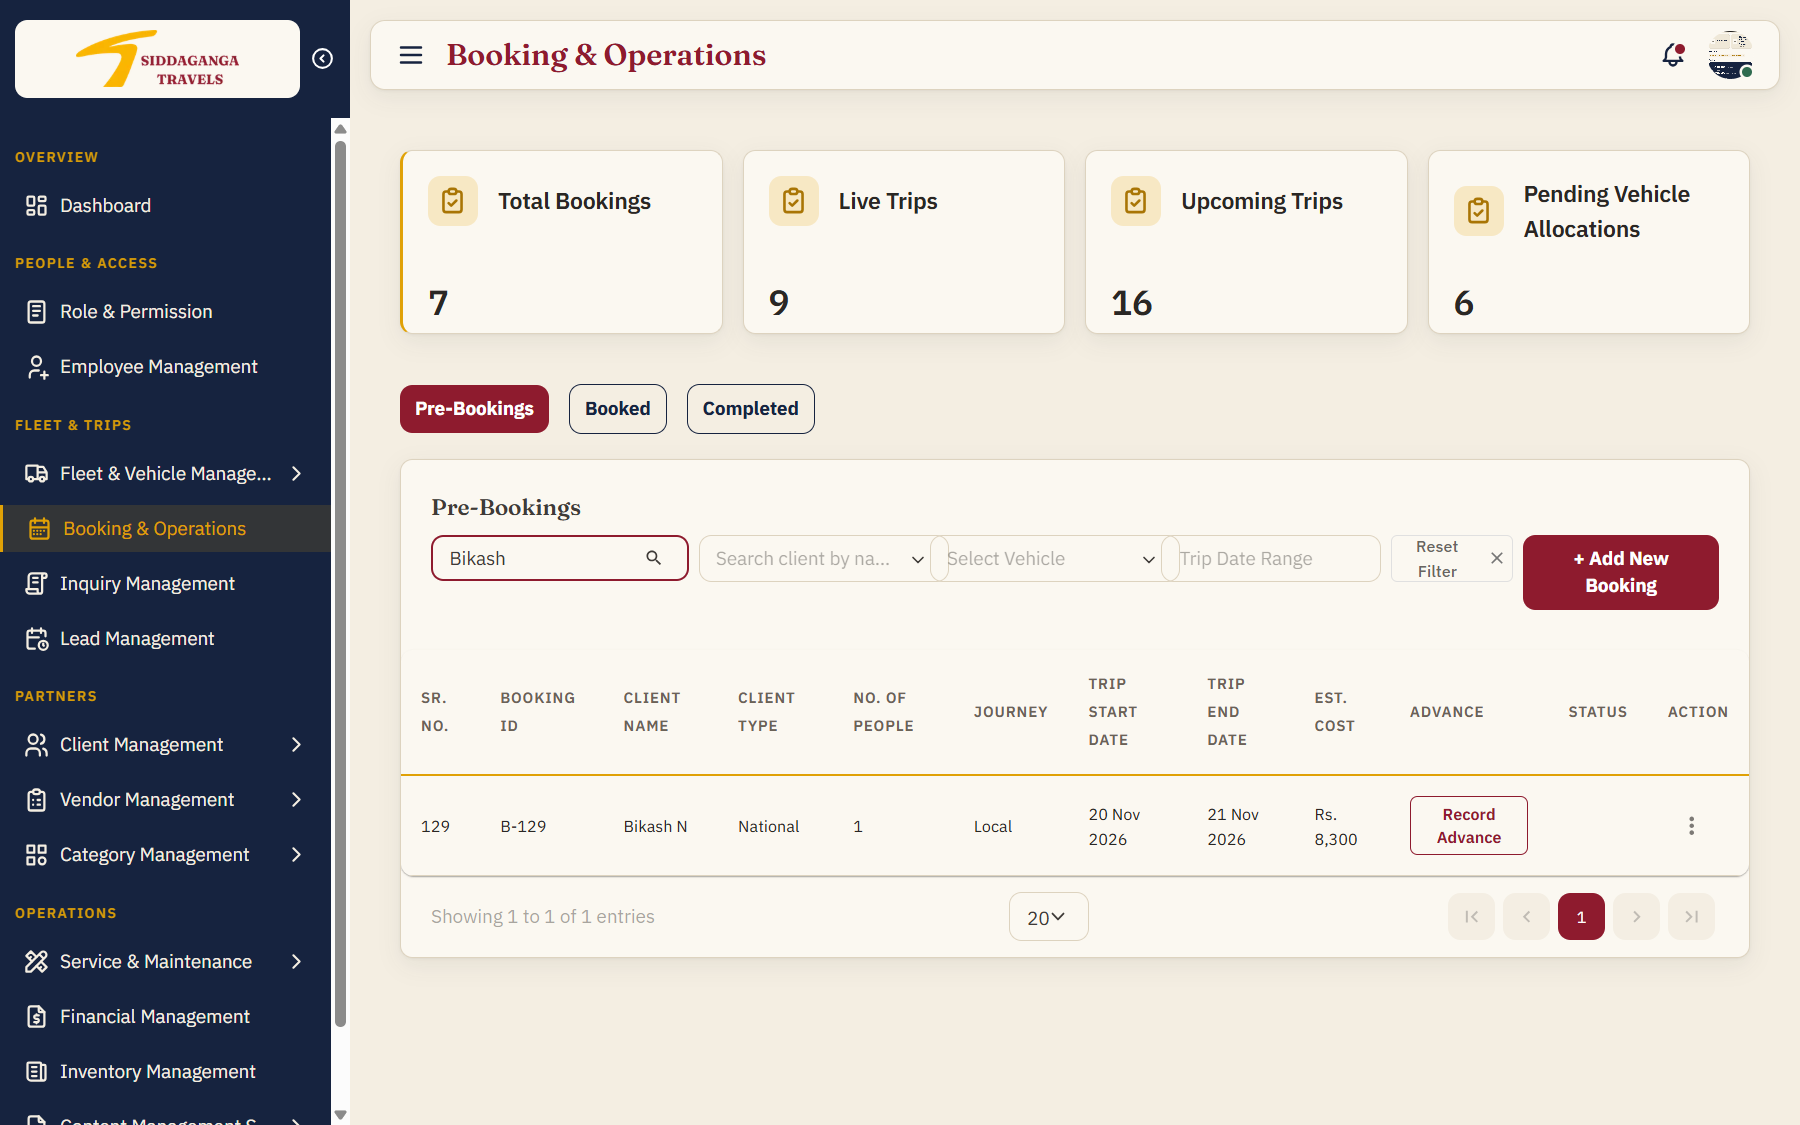 SIDDAGANGA
TRAVELS
OVERVIEW
Dashboard
PEOPLE & ACCESS
Role & Permission
Employee Management
FLEET & TRIPS
Fleet & Vehicle Manage...
Booking & Operations
Inquiry Management
Lead Management
PARTNERS
Client Management
Vendor Management
Category Management
OPERATIONS
Service & Maintenance
Financial Management
Inventory Management
Content Management S...
Booking & Operations
Total Bookings
7
Live Trips
9
Upcoming Trips
16
Pending Vehicle
Allocations
6
Pre-Bookings
Booked
Completed
Pre-Bookings
Bikash
Search client by na...
Select Vehicle
Trip Date Range
Reset
Filter
+ Add New
Booking
SR.
NO.
BOOKING
ID
CLIENT
NAME
CLIENT
TYPE
NO. OF
PEOPLE
JOURNEY
TRIP
START
DATE
TRIP
END
DATE
EST.
COST
ADVANCE
STATUS
ACTION
129
B-129
Bikash N
National
1
Local
20 Nov
2026
21 Nov
2026
Rs.
8,300
Record
Advance
Showing 1 to 1 of 1 entries
20
1